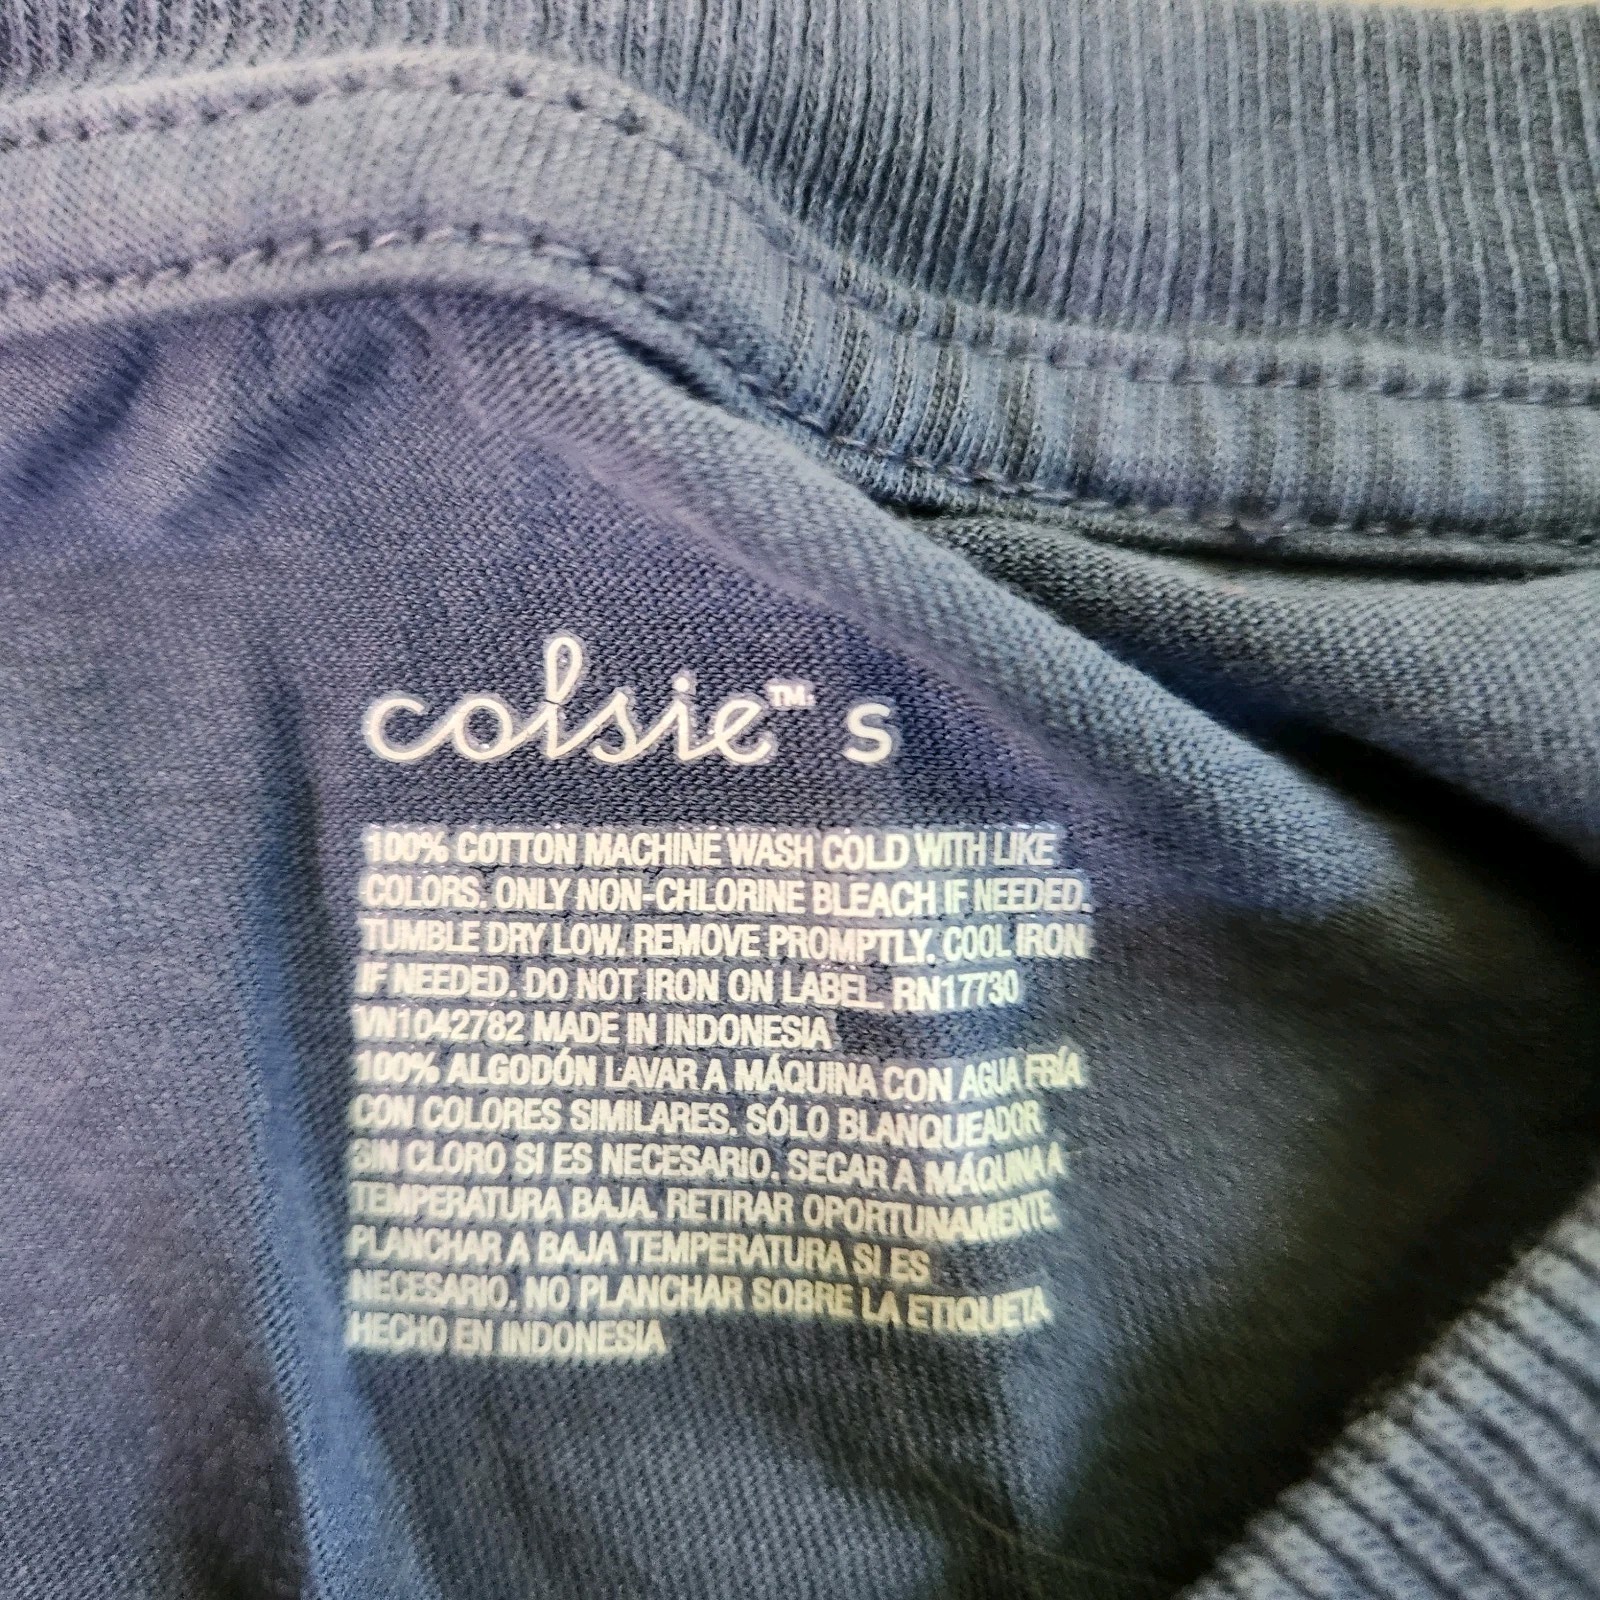 colsie™ s
100% COTTON MACHINE WASH COLD WITH LIKE
COLORS. ONLY NON-CHLORINE BLEACH IF NEEDED.
TUMBLE DRY LOW. REMOVE PROMPTLY. COOL IRON
IF NEEDED. DO NOT IRON ON LABEL. RN17730
VN1042782 MADE IN INDONESIA
100% ALGODÓN LAVAR A MÁQUINA CON AGUA FRÍA
CON COLORES SIMILARES. SÓLO BLANQUEADOR
SIN CLORO SI ES NECESARIO. SECAR A MÁQUINA A
TEMPERATURA BAJA. RETIRAR OPORTUNAMENTE.
PLANCHAR A BAJA TEMPERATURA SI ES
NECESARIO. NO PLANCHAR SOBRE LA ETIQUETA.
HECHO EN INDONESIA